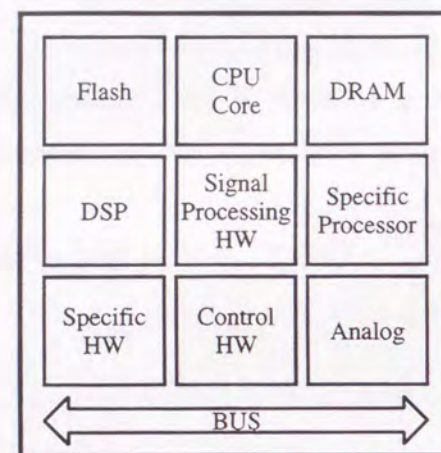 Flash
CPU
Core
DRAM
DSP
Signal
Processing
HW
Specific
Processor
Specific
HW
Control
HW
Analog
BUS